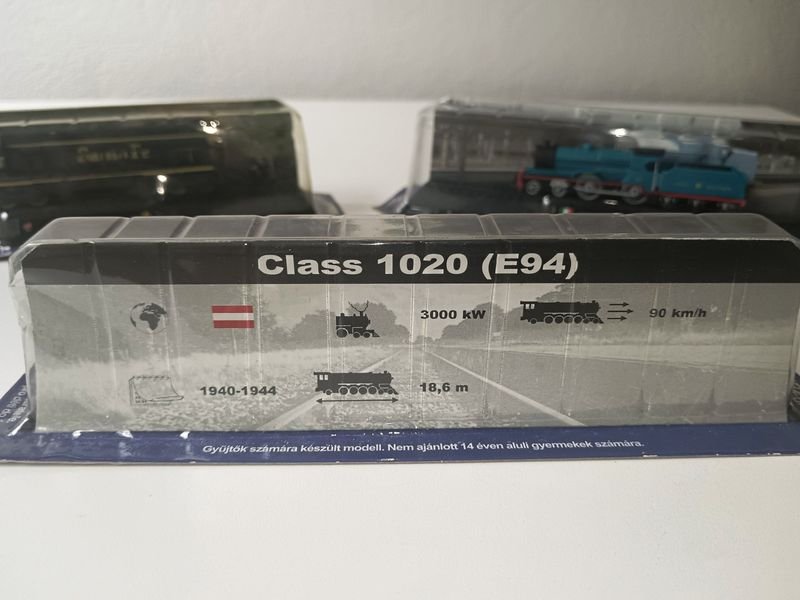 Class 1020 (E94)
3000 kW
90 km/h
1940-1944
18,6 m
Gyűjtők számára készült modell. Nem ajánlott 14 éven aluli gyermekek számára.